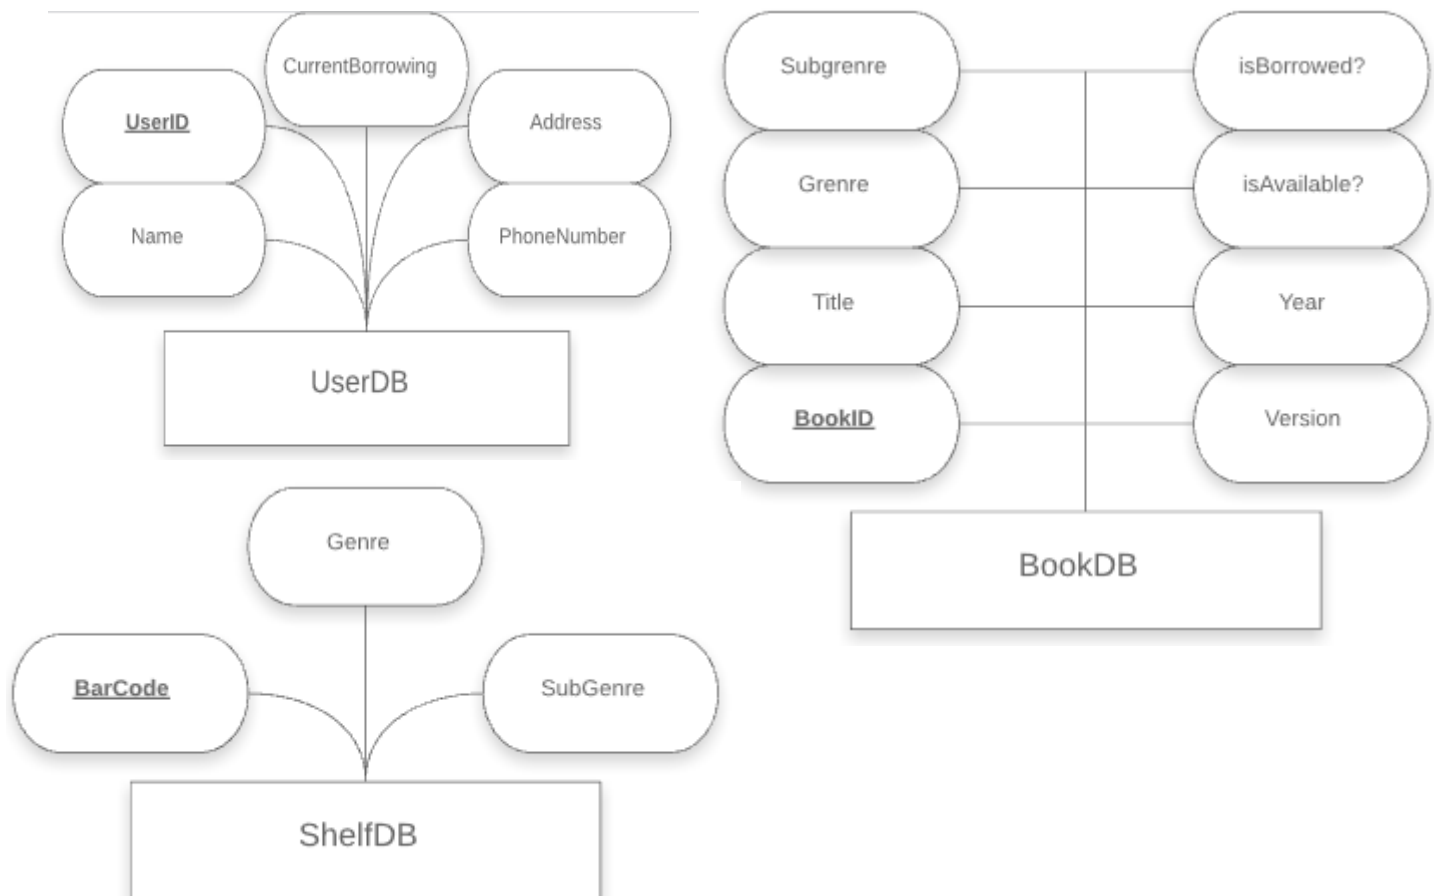 CurrentBorrowing
UserID
Address
Name
PhoneNumber
UserDB
Subgrenre
isBorrowed?
Grenre
isAvailable?
Title
Year
BookID
Version
BookDB
Genre
BarCode
SubGenre
ShelfDB